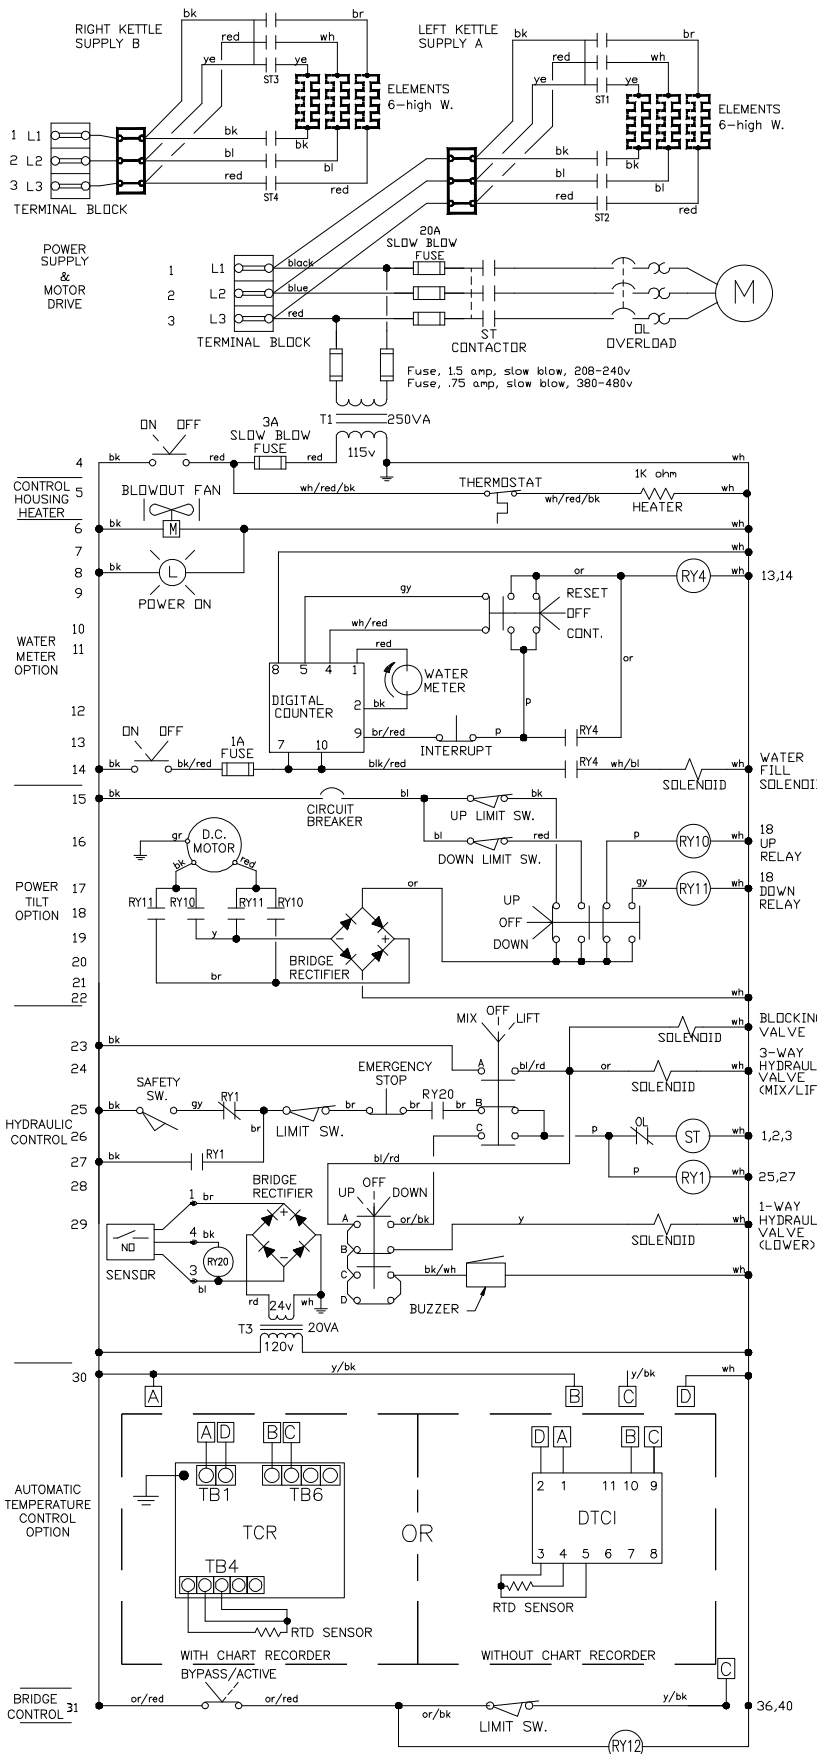 RIGHT KETTLE
SUPPLY B
bk
red
ye
br
wh
ye
ST3
ELEMENTS
6-high W.
1 L1
2 L2
3 L3
bk
bl
red
bk
bl
red
ST4
TERMINAL BLOCK
LEFT KETTLE
SUPPLY A
bk
red
ye
br
wh
ye
ST1
ELEMENTS
6-high W.
bk
bl
red
bk
bl
red
ST2
POWER
SUPPLY
&
MOTOR
DRIVE
1 L1 black
2 L2 blue
3 L3 red
TERMINAL BLOCK
20A
SLOW BLOW
FUSE
ST
CONTACTOR
OL
OVERLOAD
M
Fuse, 1.5 amp, slow blow, 208-240v
Fuse, .75 amp, slow blow, 380-480v
T1 250VA
115v
ON OFF
3A
SLOW BLOW
FUSE
4 bk red red wh
CONTROL
HOUSING
HEATER
5
wh/red/bk
THERMOSTAT
wh/red/bk
1K ohm
HEATER
wh
BLOWOUT FAN
6 bk M wh
7 wh
8 bk L
POWER ON
or RY4 wh 13,14
9 gy
RESET
OFF
CONT.
10 wh/red
11 red
WATER
METER
OPTION
8 5 4 1
DIGITAL
COUNTER
2
9
7 10
WATER
METER
bk
or
p
12
13 br/red
INTERRUPT
p
RY4
ON OFF
1A
FUSE
14 bk bk/red blk/red RY4 wh/bl SOLENOID wh
WATER
FILL
SOLENOI
15 bk
CIRCUIT
BREAKER
bl
UP LIMIT SW.
bk
16
gr
D.C.
MOTOR
bk red
bl
DOWN LIMIT SW.
red
p RY10 wh
18
UP
RELAY
POWER
TILT
OPTION
17
RY11 RY10 RY11 RY10
or
gy RY11 wh
18
DOWN
RELAY
18
UP
OFF
DOWN
19 y
- +
BRIDGE
RECTIFIER
20
21 br
22 wh
MIX OFF LIFT
SOLENOID
wh
BLOCKIN
VALVE
23 bk
24
A bl/rd or SOLENOID wh
3-WAY
HYDRAUL
VALVE
(MIX/LIF
SAFETY
SW.
EMERGENCY
STOP
25 bk gy RY1 br LIMIT SW. br br RY20 br B
HYDRAULIC
CONTROL
26
C p OL ST wh 1,2,3
27 bk RY1
bl/rd
p RY1 wh 25,27
28
1 br
BRIDGE
RECTIFIER
+
-
UP OFF DOWN
29
NO
SENSOR
4 bk
RY20
3 bl
A or/bk
B y SOLENOID wh
1-WAY
HYDRAUL
VALVE
(LOWER)
C bk/wh BUZZER wh
D
rd 24v wh
T3 20VA
120v
30 y/bk y/bk wh
A B C D
AUTOMATIC
TEMPERATURE
CONTROL
OPTION
A D B C
TB1 TB6
TCR
TB4
RTD SENSOR
WITH CHART RECORDER
OR
D A B C
2 1 11 10 9
DTCI
3 4 5 6 7 8
RTD SENSOR
WITHOUT CHART RECORDER
C
BYPASS/ACTIVE
BRIDGE
CONTROL
31 or/red or/red or/bk LIMIT SW. y/bk 36,40
RY12